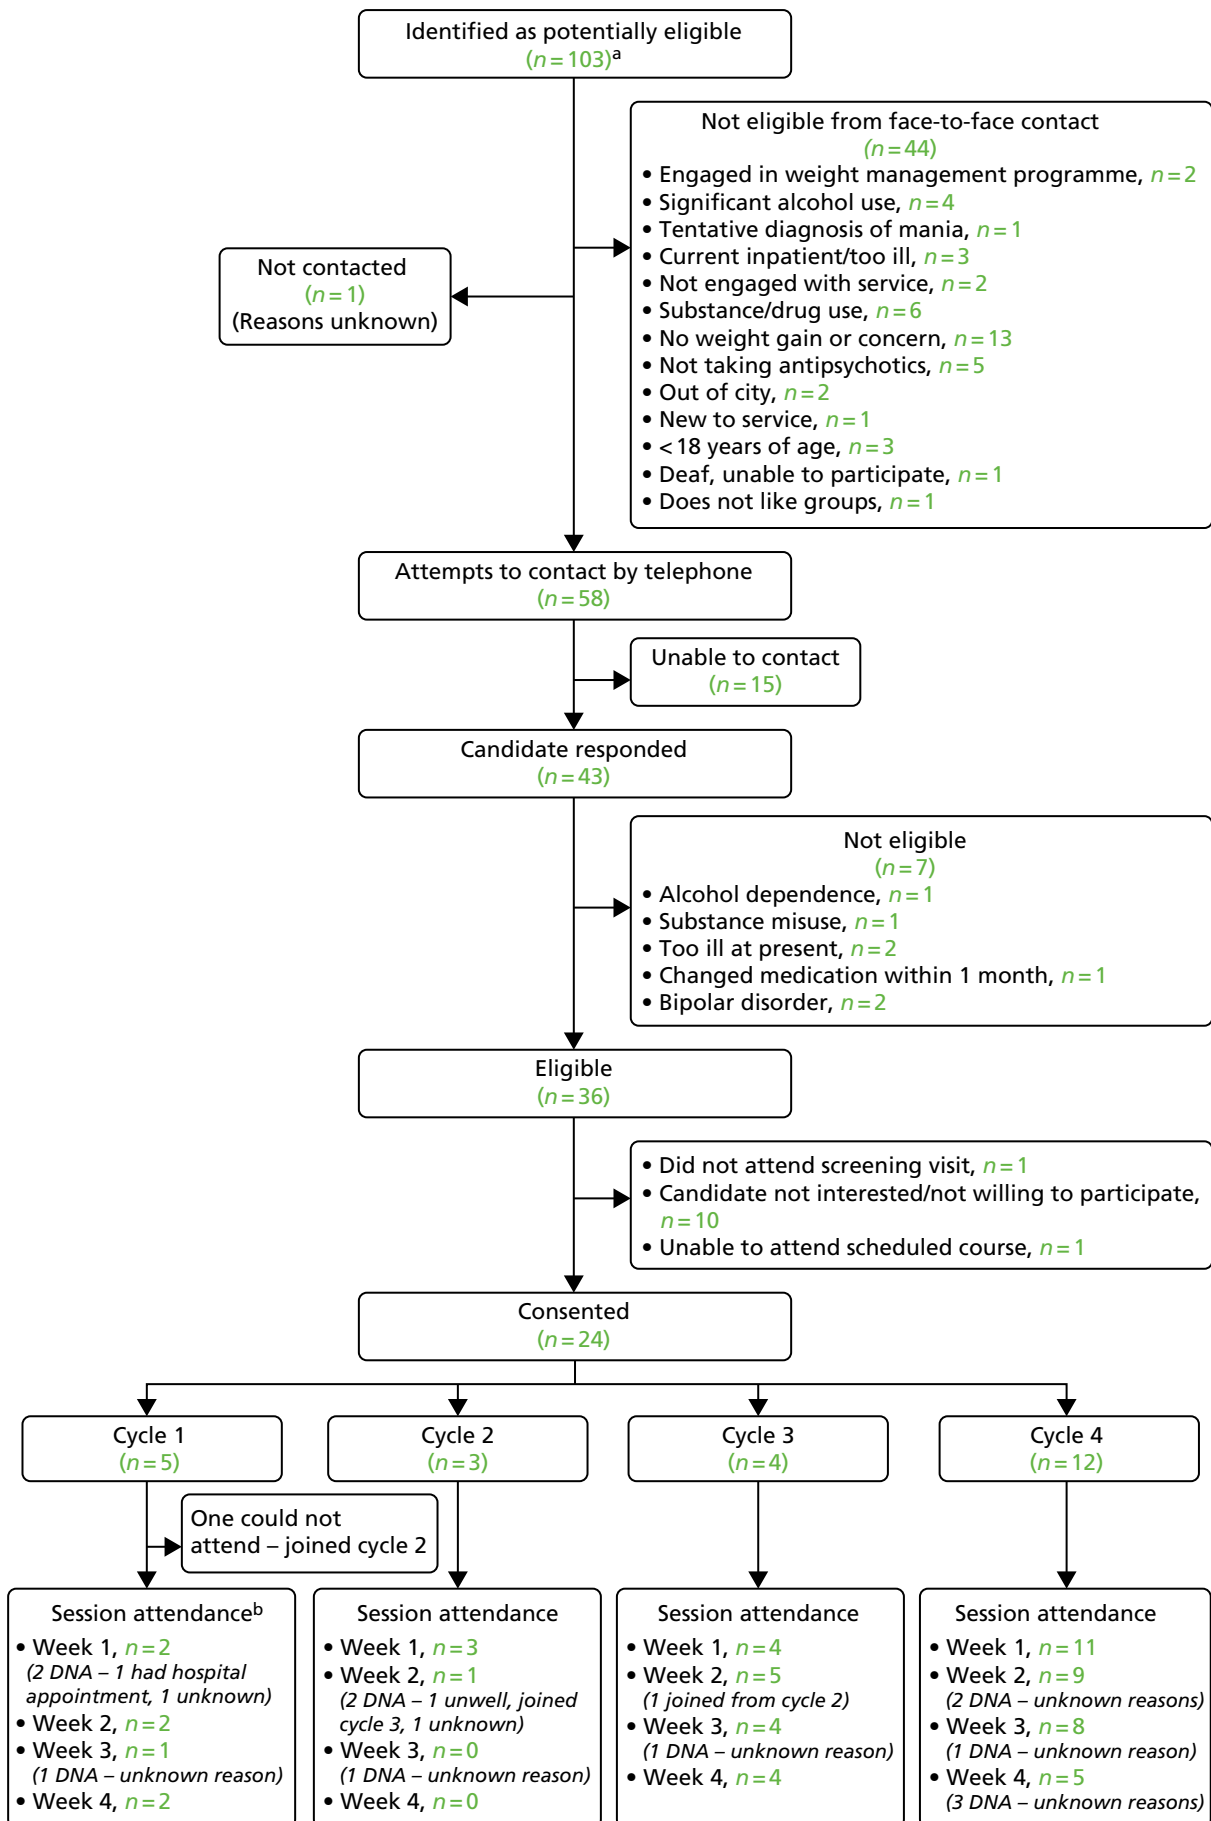 Identified as potentially eligible
(n=103)a
Not eligible from face-to-face contact
(n=44)
• Engaged in weight management programme, n=2
• Significant alcohol use, n=4
• Tentative diagnosis of mania, n=1
• Current inpatient/too ill, n=3
• Not engaged with service, n=2
• Substance/drug use, n=6
• No weight gain or concern, n=13
• Not taking antipsychotics, n=5
• Out of city, n=2
• New to service, n=1
• <18 years of age, n=3
• Deaf, unable to participate, n=1
• Does not like groups, n=1
Not contacted
(n=1)
(Reasons unknown)
Attempts to contact by telephone
(n=58)
Unable to contact
(n=15)
Candidate responded
(n=43)
Not eligible
(n=7)
• Alcohol dependence, n=1
• Substance misuse, n=1
• Too ill at present, n=2
• Changed medication within 1 month, n=1
• Bipolar disorder, n=2
Eligible
(n=36)
• Did not attend screening visit, n=1
• Candidate not interested/not willing to participate,
n=10
• Unable to attend scheduled course, n=1
Consented
(n=24)
Cycle 1
(n=5)
Cycle 2
(n=3)
Cycle 3
(n=4)
Cycle 4
(n=12)
One could not
attend – joined cycle 2
Session attendanceb
• Week 1, n=2
(2 DNA – 1 had hospital
appointment, 1 unknown)
• Week 2, n=2
• Week 3, n=1
(1 DNA – unknown reason)
• Week 4, n=2
Session attendance
• Week 1, n=3
• Week 2, n=1
(2 DNA – 1 unwell, joined
cycle 3, 1 unknown)
• Week 3, n=0
(1 DNA – unknown reason)
• Week 4, n=0
Session attendance
• Week 1, n=4
• Week 2, n=5
(1 joined from cycle 2)
• Week 3, n=4
(1 DNA – unknown reason)
• Week 4, n=4
Session attendance
• Week 1, n=11
• Week 2, n=9
(2 DNA – unknown reasons)
• Week 3, n=8
(1 DNA – unknown reason)
• Week 4, n=5
(3 DNA – unknown reasons)